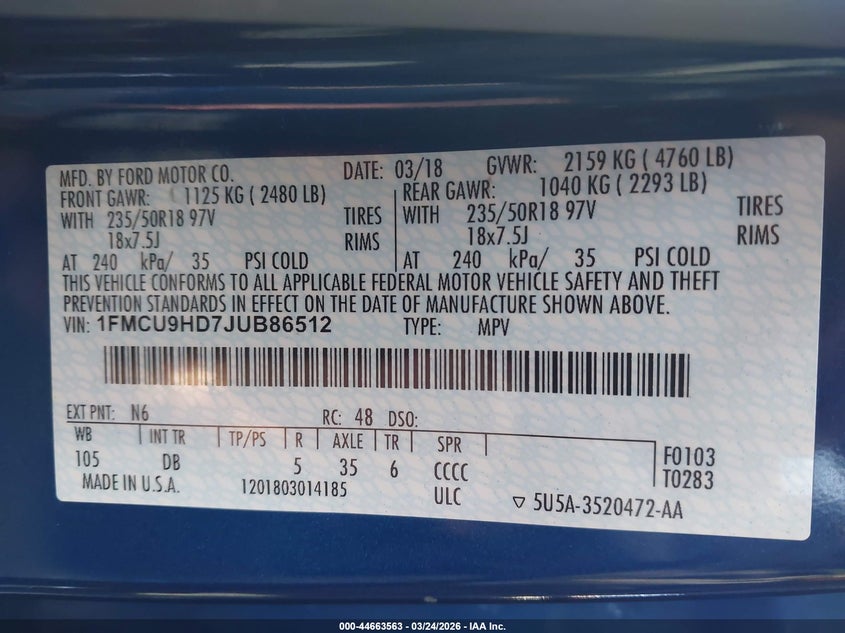 MFD. BY FORD MOTOR CO. DATE: 03/18 GVWR: 2159 KG ( 4760 LB)
FRONT GAWR: 1125 KG ( 2480 LB) REAR GAWR: 1040 KG ( 2293 LB)
WITH 235/50R18 97V TIRES WITH 235/50R18 97V TIRES
18x7.5J RIMS 18x7.5J RIMS
AT 240 kPa/ 35 PSI COLD AT 240 kPa/ 35 PSI COLD
THIS VEHICLE CONFORMS TO ALL APPLICABLE FEDERAL MOTOR VEHICLE SAFETY AND THEFT
PREVENTION STANDARDS IN EFFECT ON THE DATE OF MANUFACTURE SHOWN ABOVE.
VIN: 1FMCU9HD7JUB86512 TYPE: MPV
EXT PNT: N6 RC: 48 DSO:
WB INT TR TP/PS R AXLE TR SPR
105 DB 5 35 6 CCCC
F0103
T0283
MADE IN U.S.A. 1201803014185 ULC ▽ 5U5A-3520472-AA
000-44663563 - 03/24/2026 - IAA Inc.